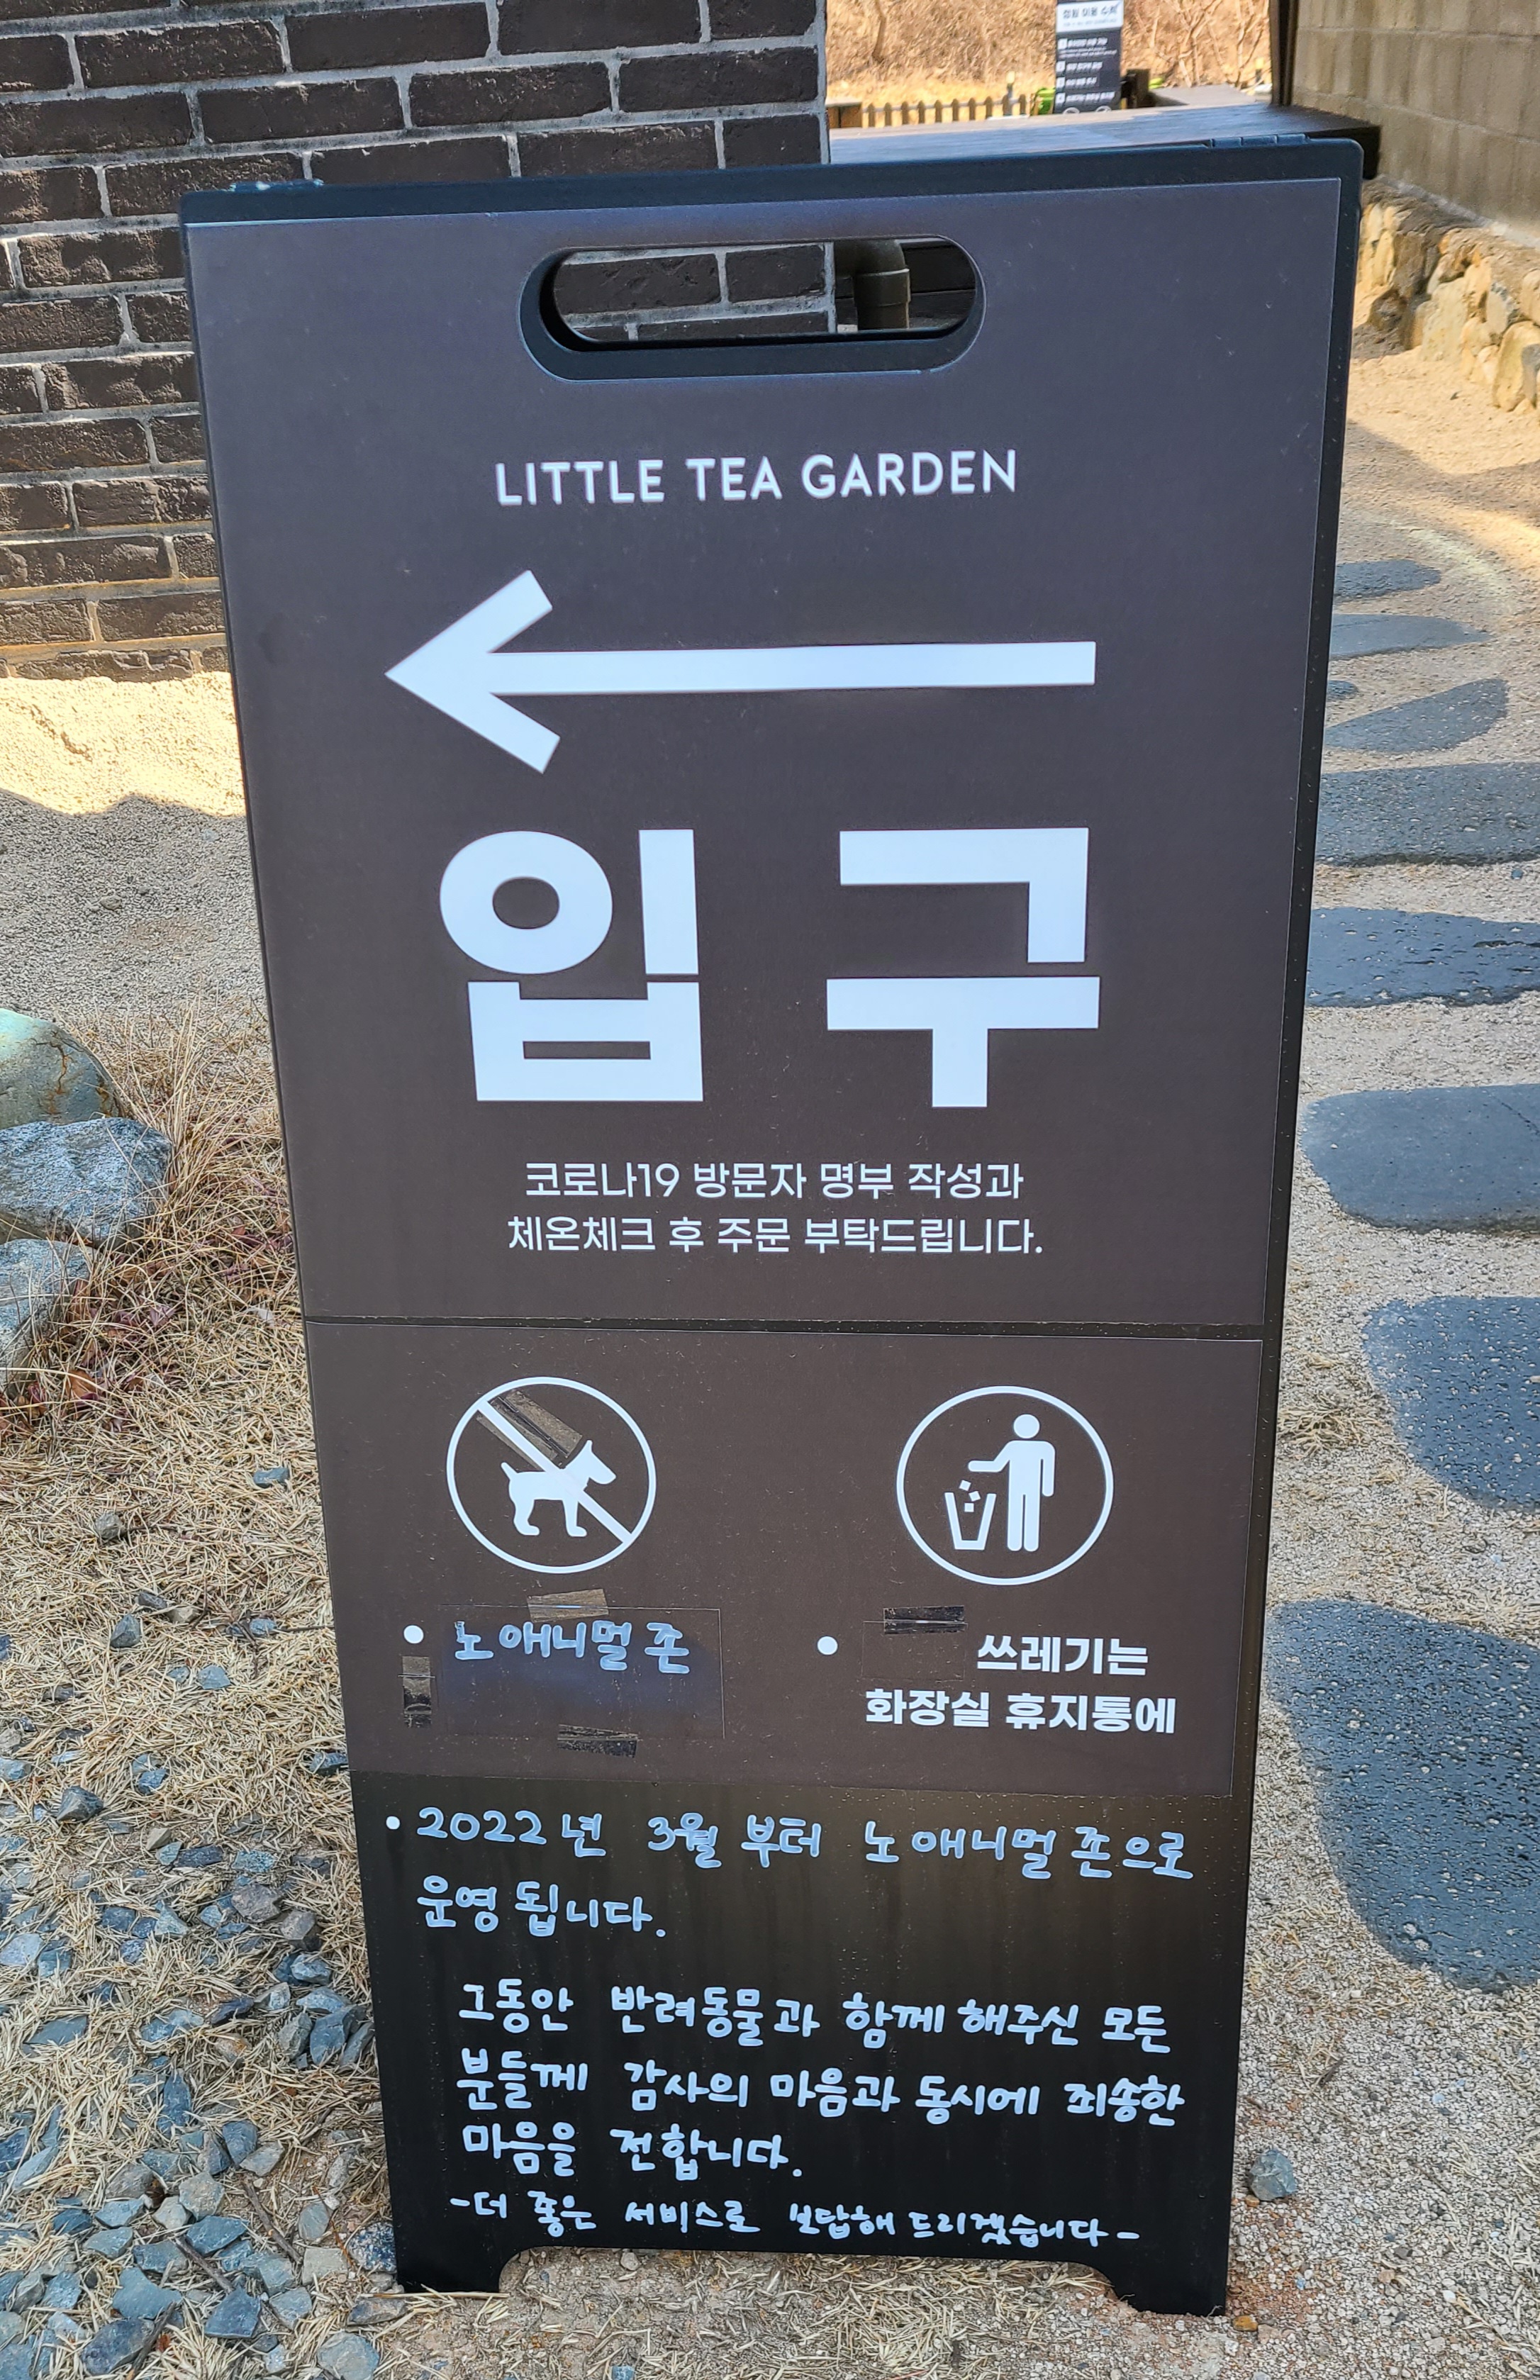 LITTLE TEA GARDEN
입구
코로나19 방문자 명부 작성과
체온체크 후 주문 부탁드립니다.
• 노애니멀존
• 쓰레기는
화장실 휴지통에
• 2022년 3월 부터 노애니멀존으로
운영 됩니다.
그동안 반려동물과 함께 해주신 모든
분들께 감사의 마음과 동시에 죄송한
마음을 전합니다.
-더 좋은 서비스로 보답해 드리겠습니다-